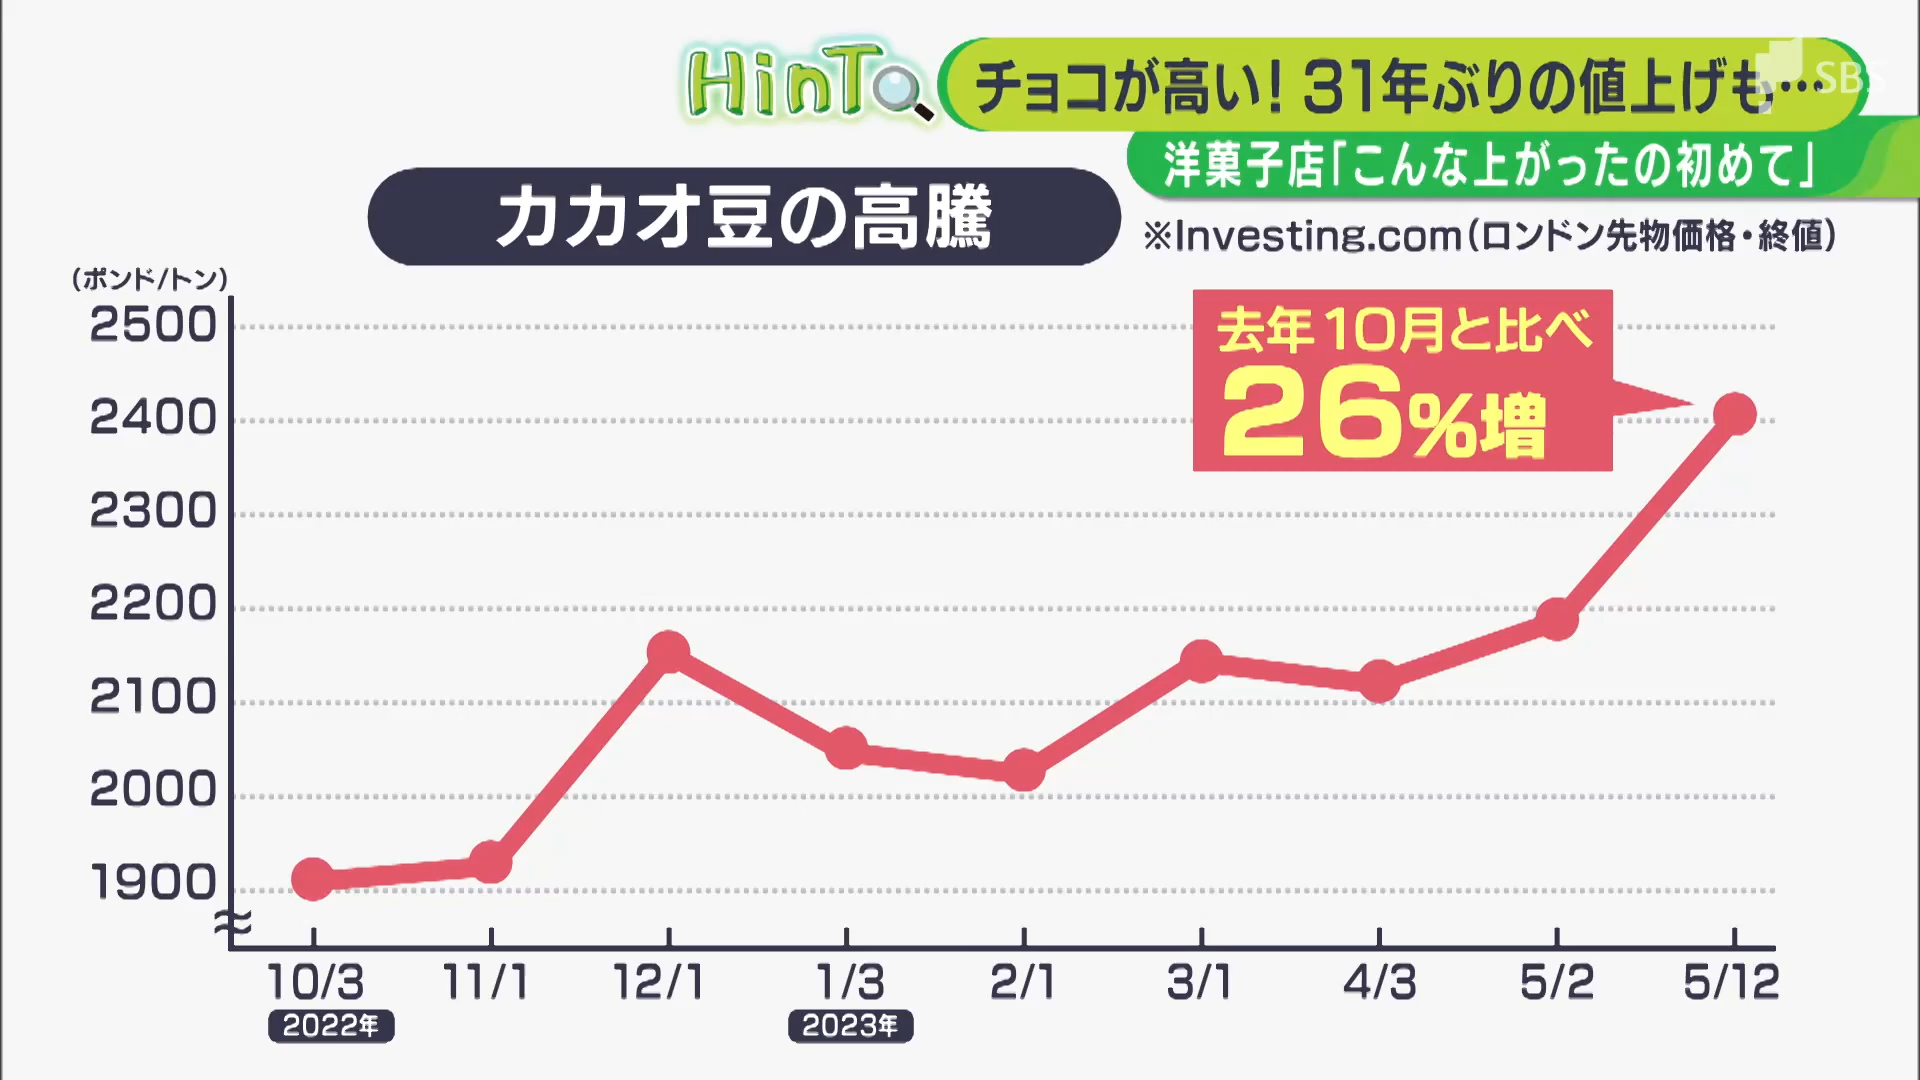 HinT
チョコが高い！31年ぶりの値上げも…
SBS
洋菓子店「こんな上がったの初めて」
カカオ豆の高騰
※Investing.com（ロンドン先物価格・終値）
（ポンド/トン）
2500
2400
2300
2200
2100
2000
1900
去年10月と比べ
26%増
10/3 11/1 12/1 1/3 2/1 3/1 4/3 5/2 5/12
2022年 2023年